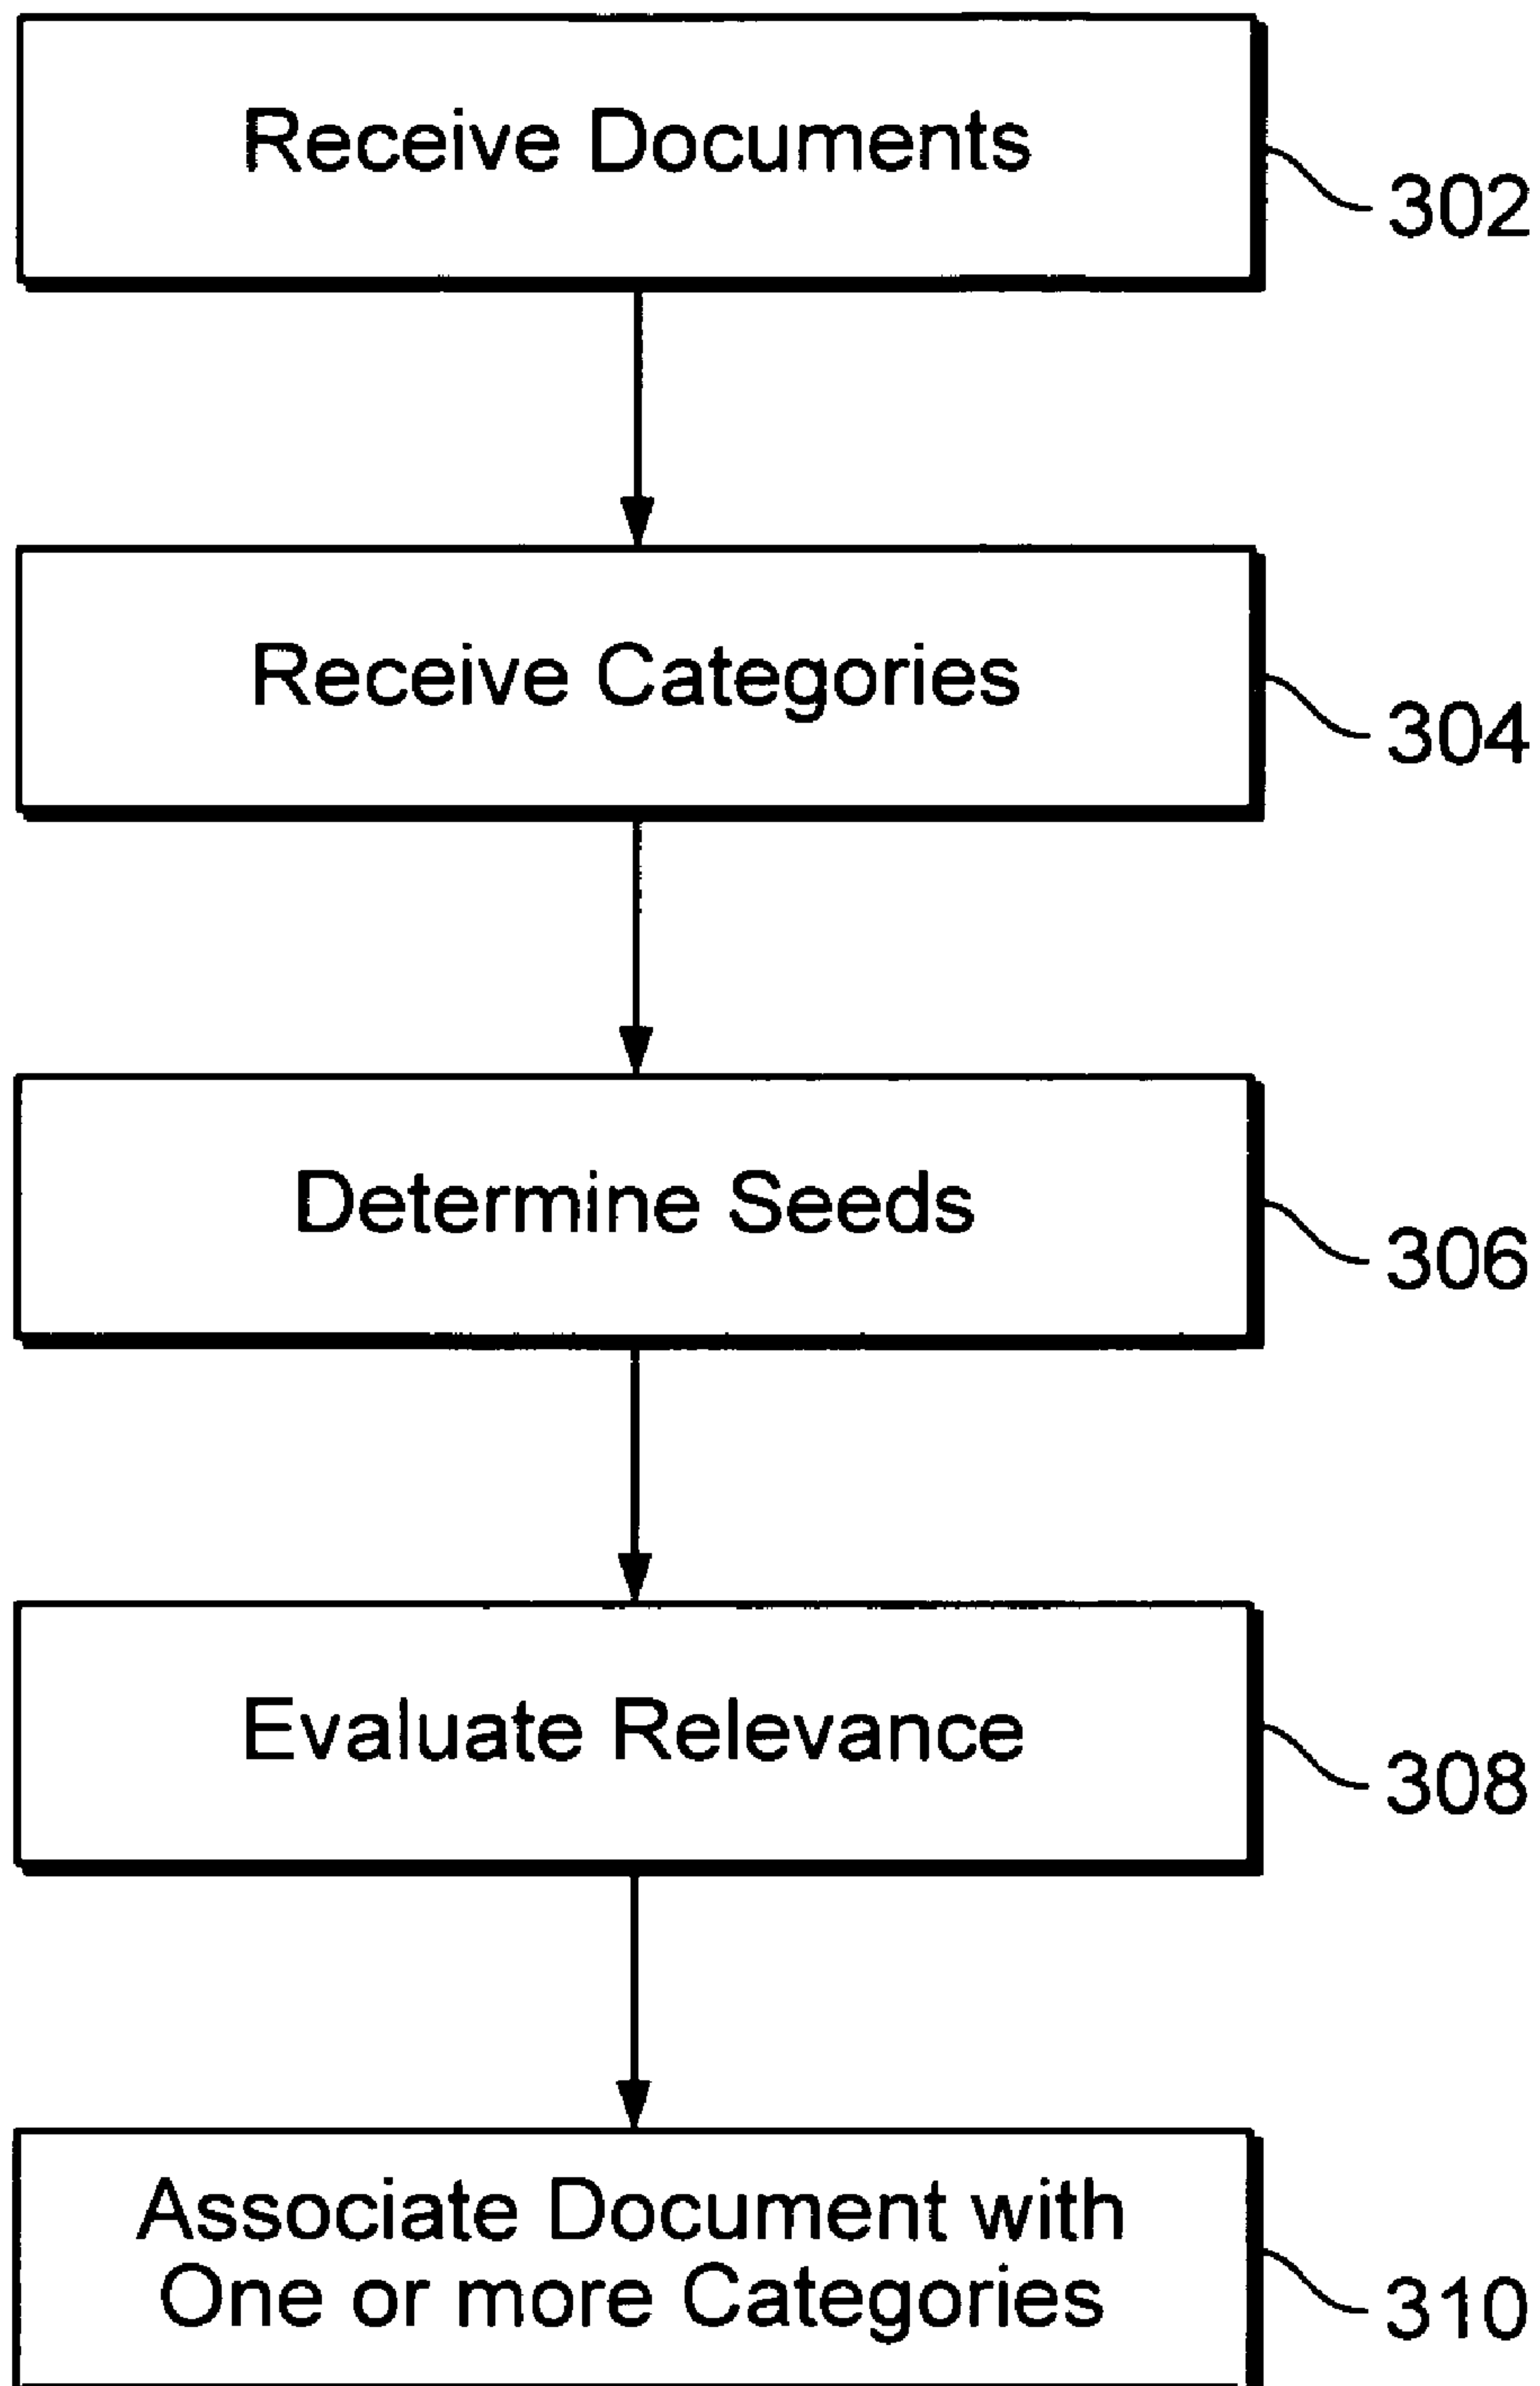 Receive Documents
302
Receive Categories
304
Determine Seeds
306
Evaluate Relevance
308
Associate Document with
One or more Categories
310